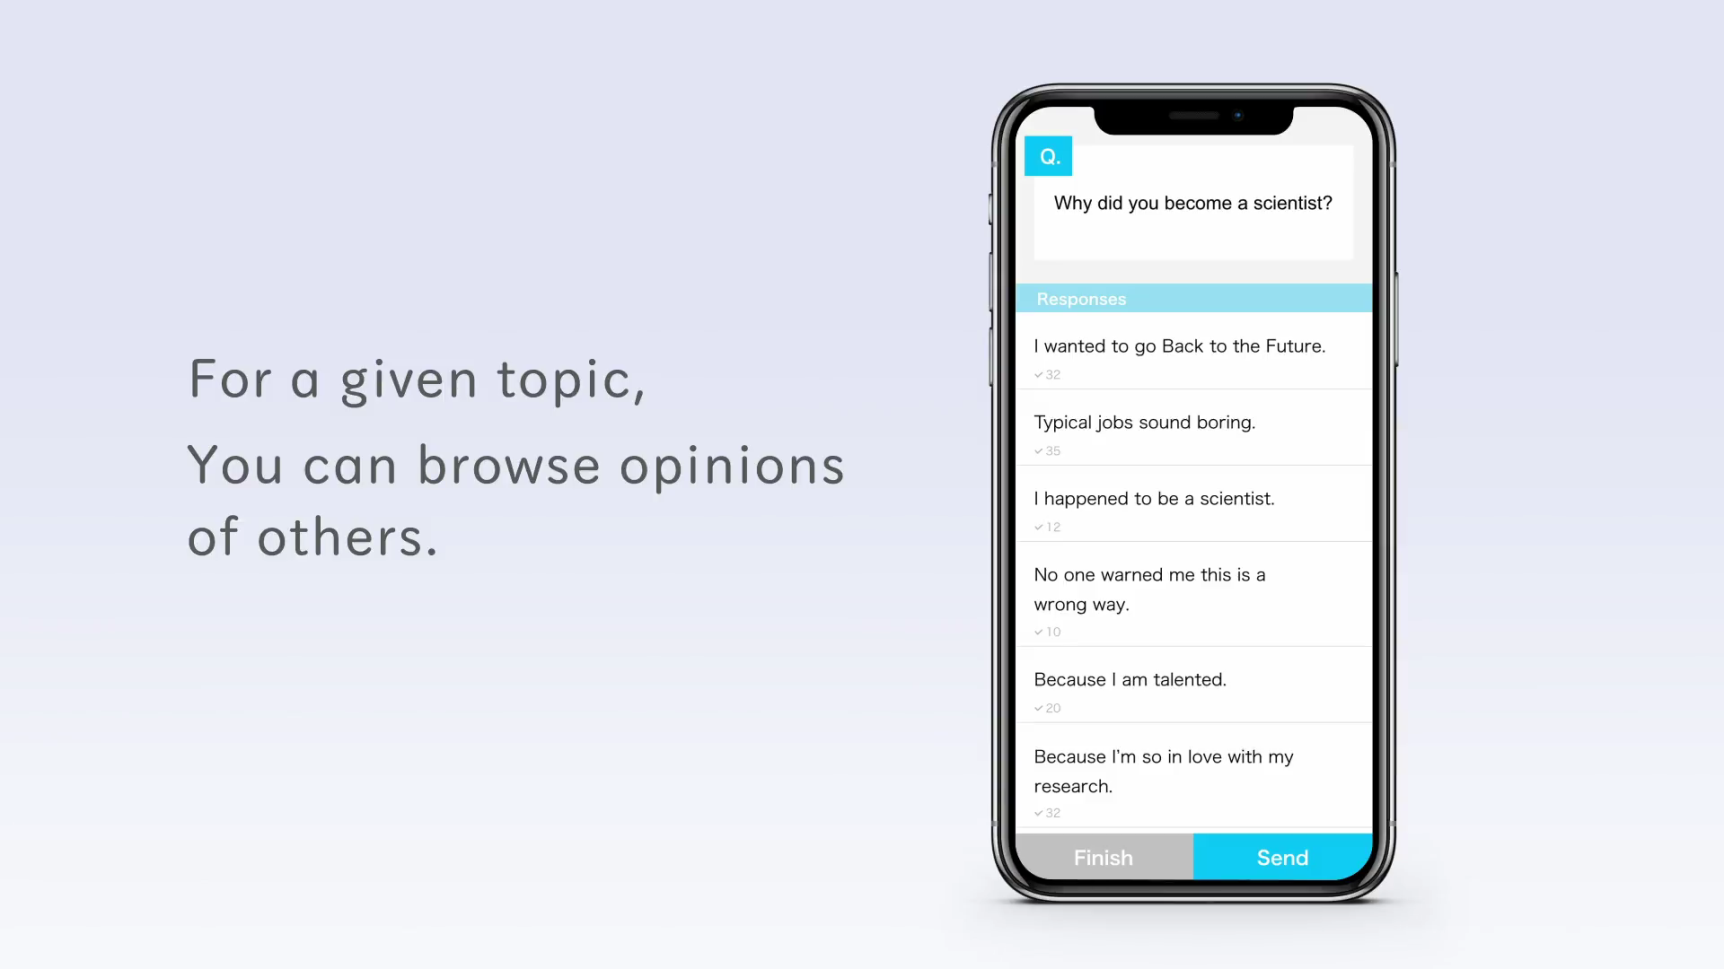 For a given topic,
You can browse opinions
of others.
Q.
Why did you become a scientist?
Responses
I wanted to go Back to the Future.
✓ 32
Typical jobs sound boring.
✓ 35
I happened to be a scientist.
✓ 12
No one warned me this is a
wrong way.
✓ 10
Because I am talented.
✓ 20
Because I'm so in love with my
research.
✓ 32
Finish
Send